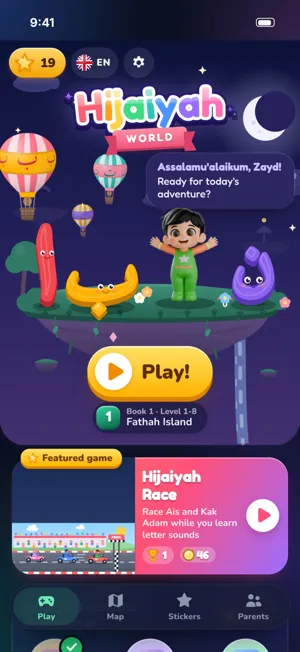 9:41
19
EN
Hijaiyah
WORLD
Assalamu'alaikum, Zayd!
Ready for today's
adventure?
ا
ب
ن
Play!
1
Book 1 · Level 1-8
Fathah Island
Featured game
Hijaiyah
Race
Race Ais and Kak
Adam while you learn
letter sounds
1
46
Play
Map
Stickers
Parents